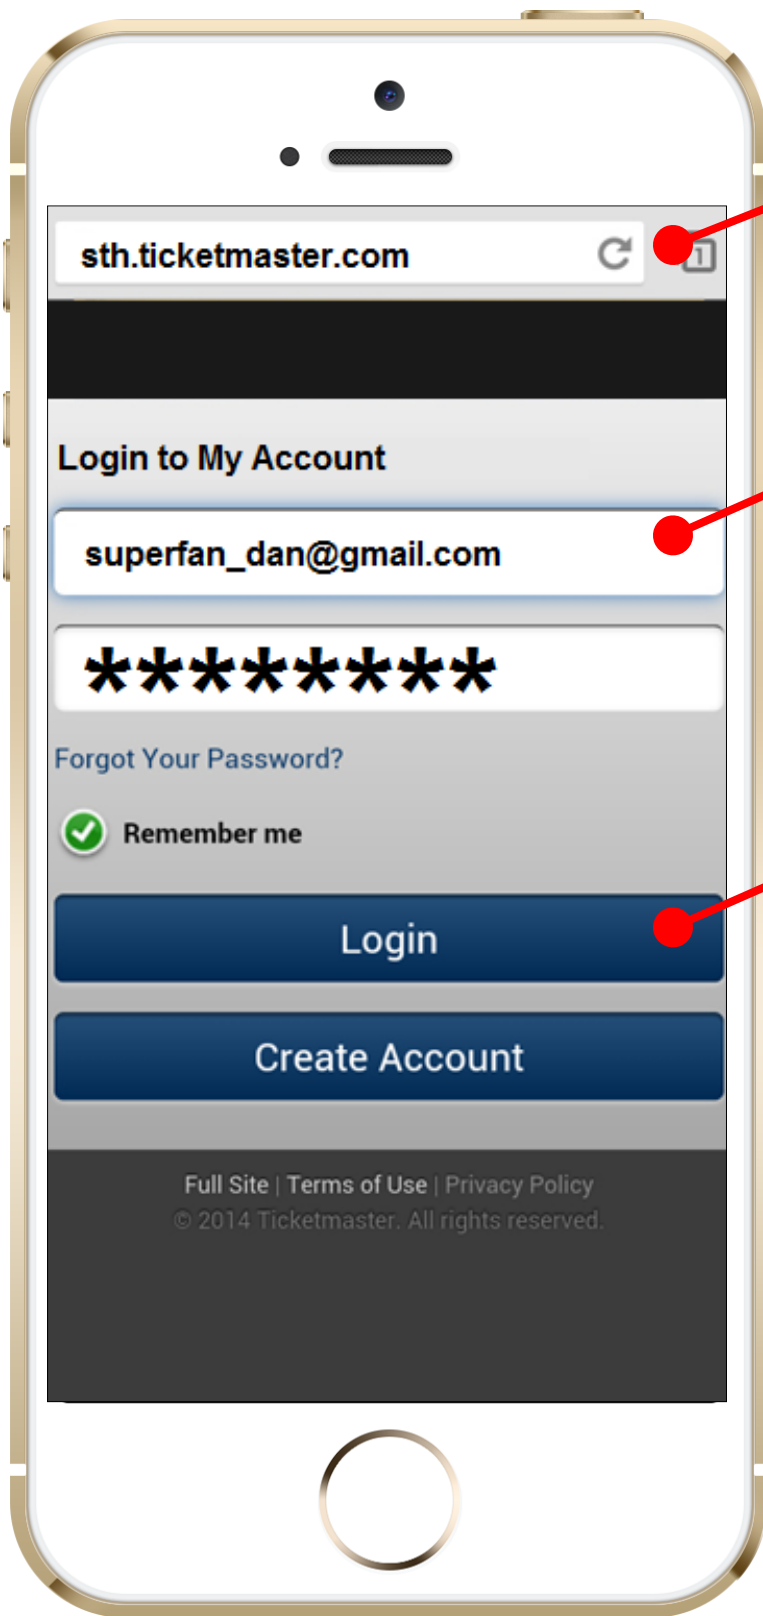 sth.ticketmaster.com
1
Login to My Account
superfan_dan@gmail.com
********
Forgot Your Password?
Remember me
Login
Create Account
Full Site | Terms of Use | Privacy Policy
© 2014 Ticketmaster. All rights reserved.